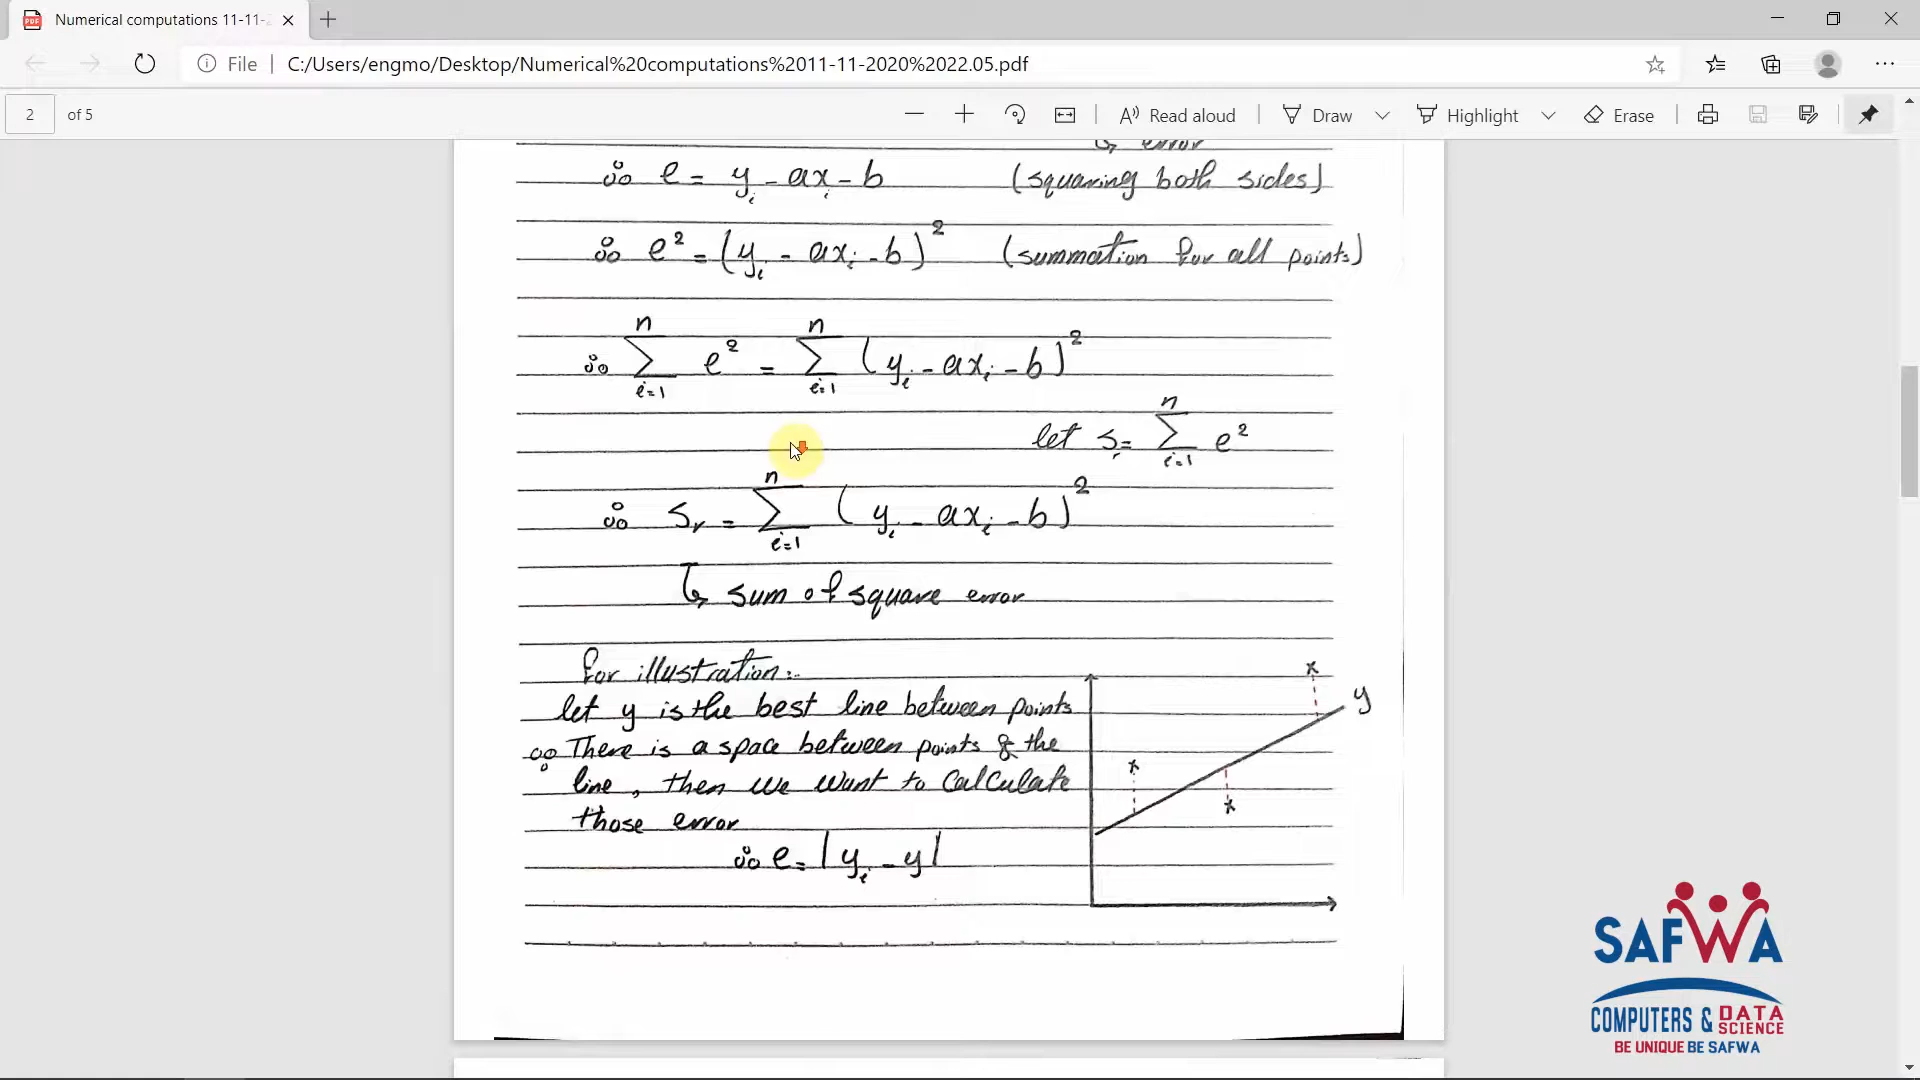 Numerical computations 11-11-2
File
C:/Users/engmo/Desktop/Numerical%20computations%2011-11-2020%2022.05.pdf
2 of 5
Read aloud
Draw
Highlight
Erase
↳ error
∴ e = yᵢ - axᵢ - b (squaring both sides)
∴ e² = (yᵢ - axᵢ - b)² (summation for all points)
∴ ∑ᵢ₌₁ⁿ e² = ∑ᵢ₌₁ⁿ (yᵢ - axᵢ - b)²
let Sᵣ = ∑ᵢ₌₁ⁿ e²
∴ Sᵣ = ∑ᵢ₌₁ⁿ (yᵢ - axᵢ - b)²
↳ sum of square error
for illustration:-
let y is the best line between points
∵ There is a space between points & the
line, then we want to calculate
those error
∴ e = |yᵢ - y|
y
SAFWA
COMPUTERS & DATA SCIENCE
BE UNIQUE BE SAFWA